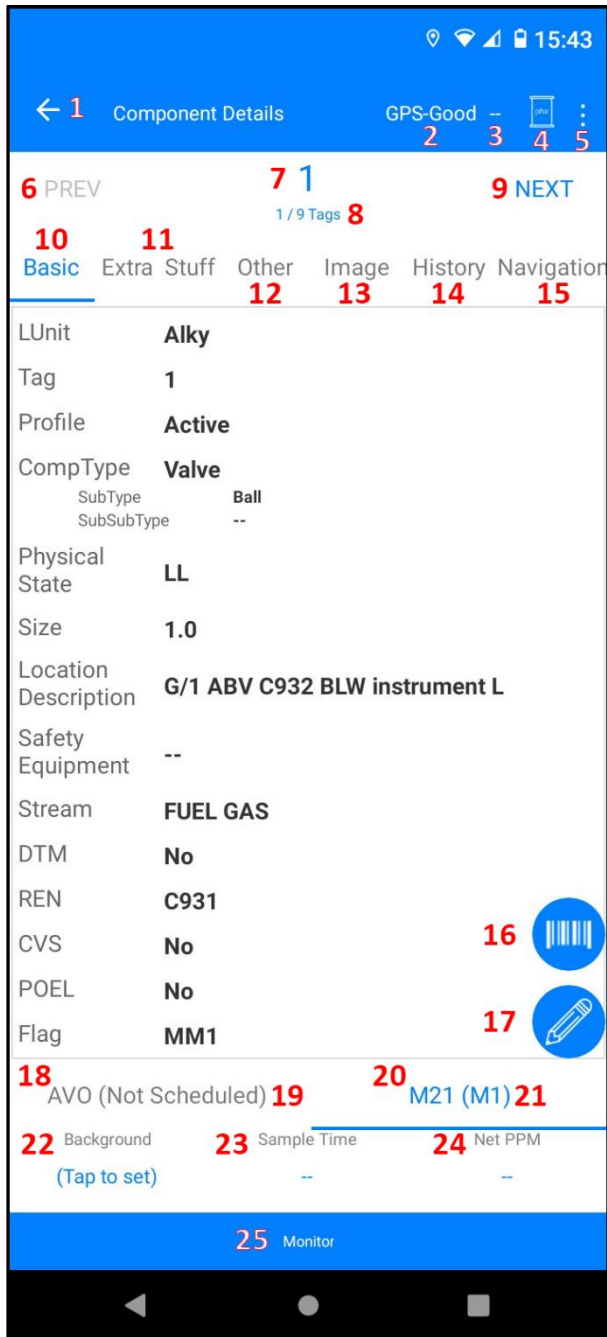 15:43
1 Component Details GPS-Good -- phx
2 3 4 5
6 PREV 7 1 9 NEXT
1 / 9 Tags 8
10 11
Basic Extra Stuff Other Image History Navigation
12 13 14 15
LUnit Alky
Tag 1
Profile Active
CompType Valve
SubType Ball
SubSubType --
Physical
State LL
Size 1.0
Location
Description G/1 ABV C932 BLW instrument L
Safety
Equipment --
Stream FUEL GAS
DTM No
REN C931
16
CVS No
POEL No
17
Flag MM1
18 20
AVO (Not Scheduled) 19 M21 (M1) 21
22 Background 23 Sample Time 24 Net PPM
(Tap to set) -- --
25 Monitor